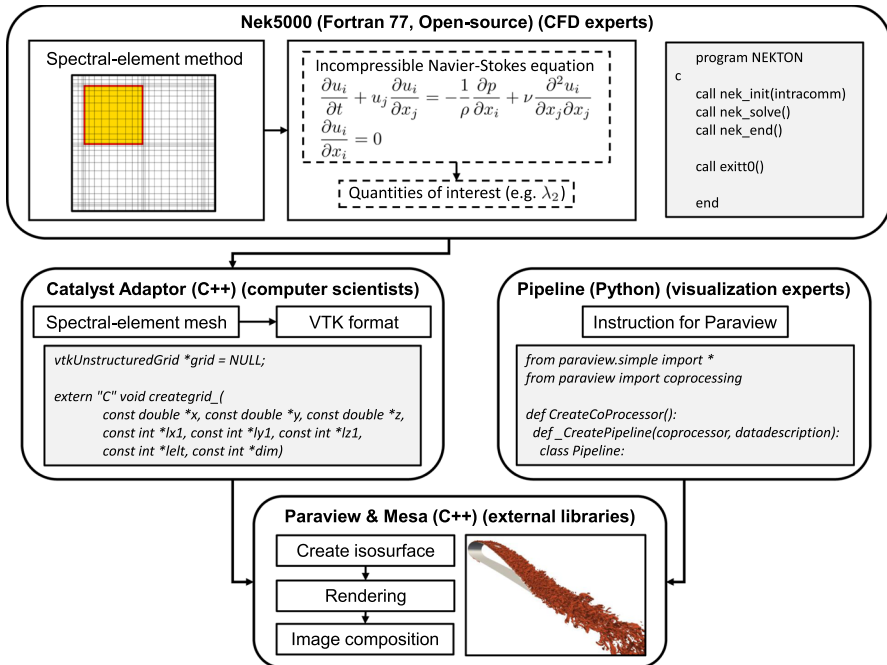 Nek5000 (Fortran 77, Open-source) (CFD experts)
Spectral-element method
Incompressible Navier-Stokes equation
∂u_i/∂t + u_j ∂u_i/∂x_j = −1/ρ ∂p/∂x_i + ν ∂²u_i/∂x_j∂x_j
∂u_i/∂x_i = 0
Quantities of interest (e.g. λ₂)
program NEKTON
c
call nek_init(intracomm)
call nek_solve()
call nek_end()
call exitt0()
end
Catalyst Adaptor (C++) (computer scientists)
Spectral-element mesh
VTK format
vtkUnstructuredGrid *grid = NULL;
extern "C" void creategrid_(
const double *x, const double *y, const double *z,
const int *lx1, const int *ly1, const int *lz1,
const int *lelt, const int *dim)
Pipeline (Python) (visualization experts)
Instruction for Paraview
from paraview.simple import *
from paraview import coprocessing
def CreateCoProcessor():
def _CreatePipeline(coprocessor, datadescription):
class Pipeline:
Paraview & Mesa (C++) (external libraries)
Create isosurface
Rendering
Image composition